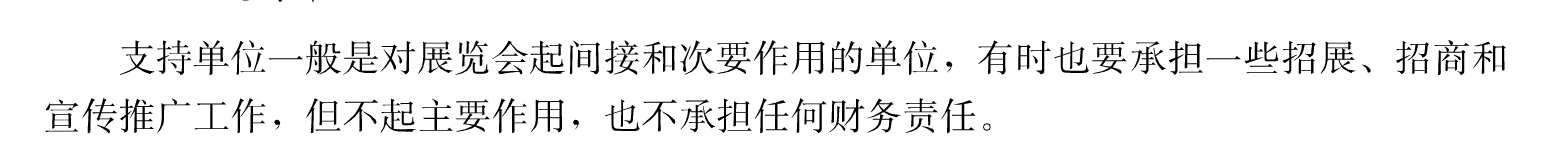 支持单位一般是对展览会起间接和次要作用的单位，有时也要承担一些招展、招商和
宣传推广工作，但不起主要作用，也不承担任何财务责任。